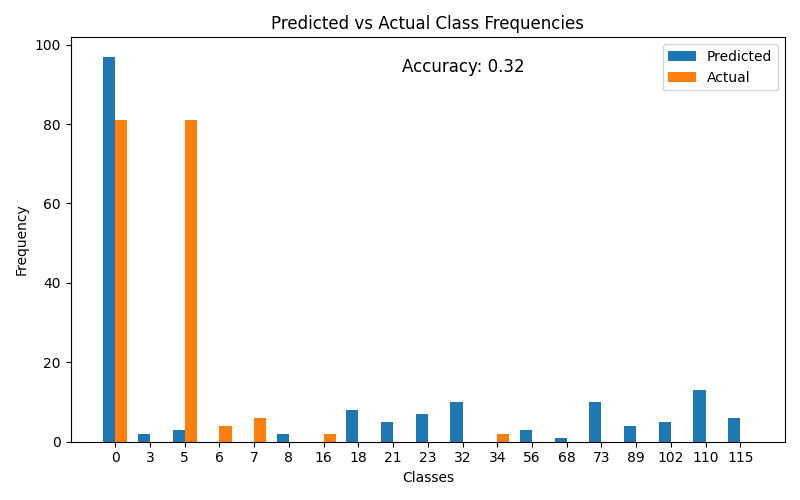 Predicted vs Actual Class Frequencies
Accuracy: 0.32
Predicted
Actual
Frequency
100
80
60
40
20
0
0 3 5 6 7 8 16 18 21 23 32 34 56 68 73 89 102 110 115
Classes